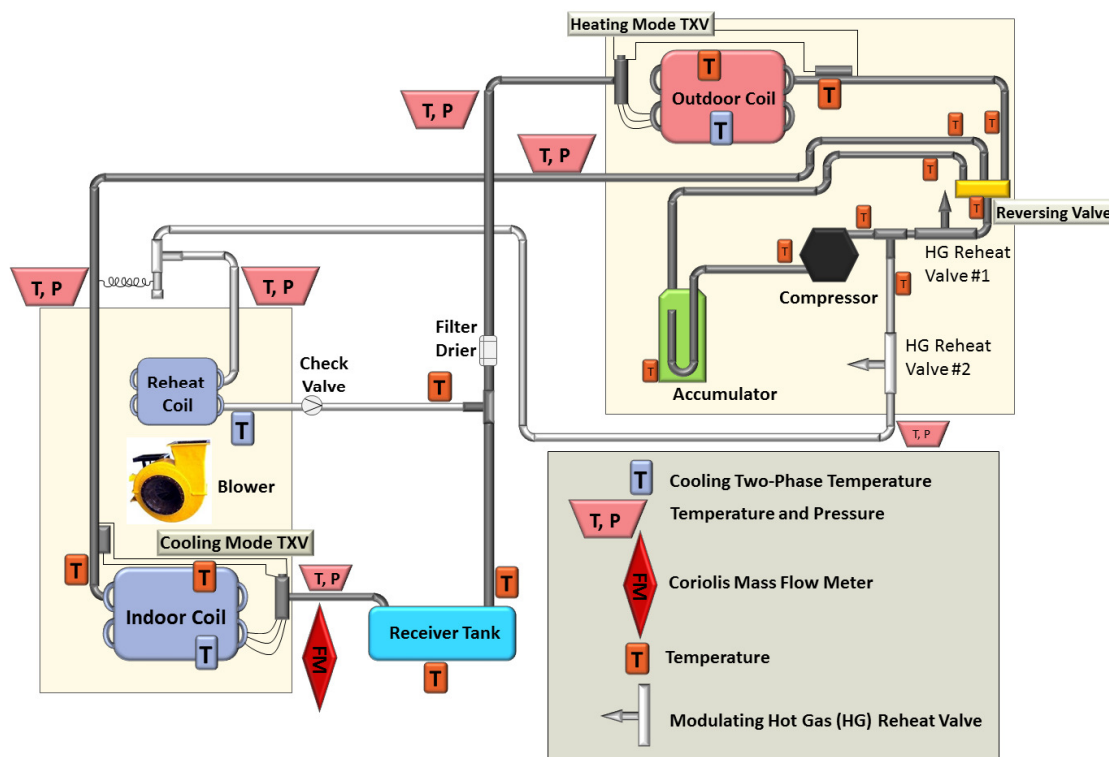 Heating Mode TXV
T
Outdoor Coil
T
T
T, P
T, P
T
T
T
T
T
Reversing Valve
T
T
Compressor
HG Reheat
Valve #1
T
T, P
T, P
Filter
Drier
HG Reheat
Valve #2
T
T
Accumulator
Reheat
Coil
Check
Valve
T
T
T, P
Blower
Cooling Mode TXV
T
T
Indoor Coil
T
T, P
FM
T
Receiver Tank
T
T
Cooling Two-Phase Temperature
T, P
Temperature and Pressure
FM
Coriolis Mass Flow Meter
T
Temperature
Modulating Hot Gas (HG) Reheat Valve